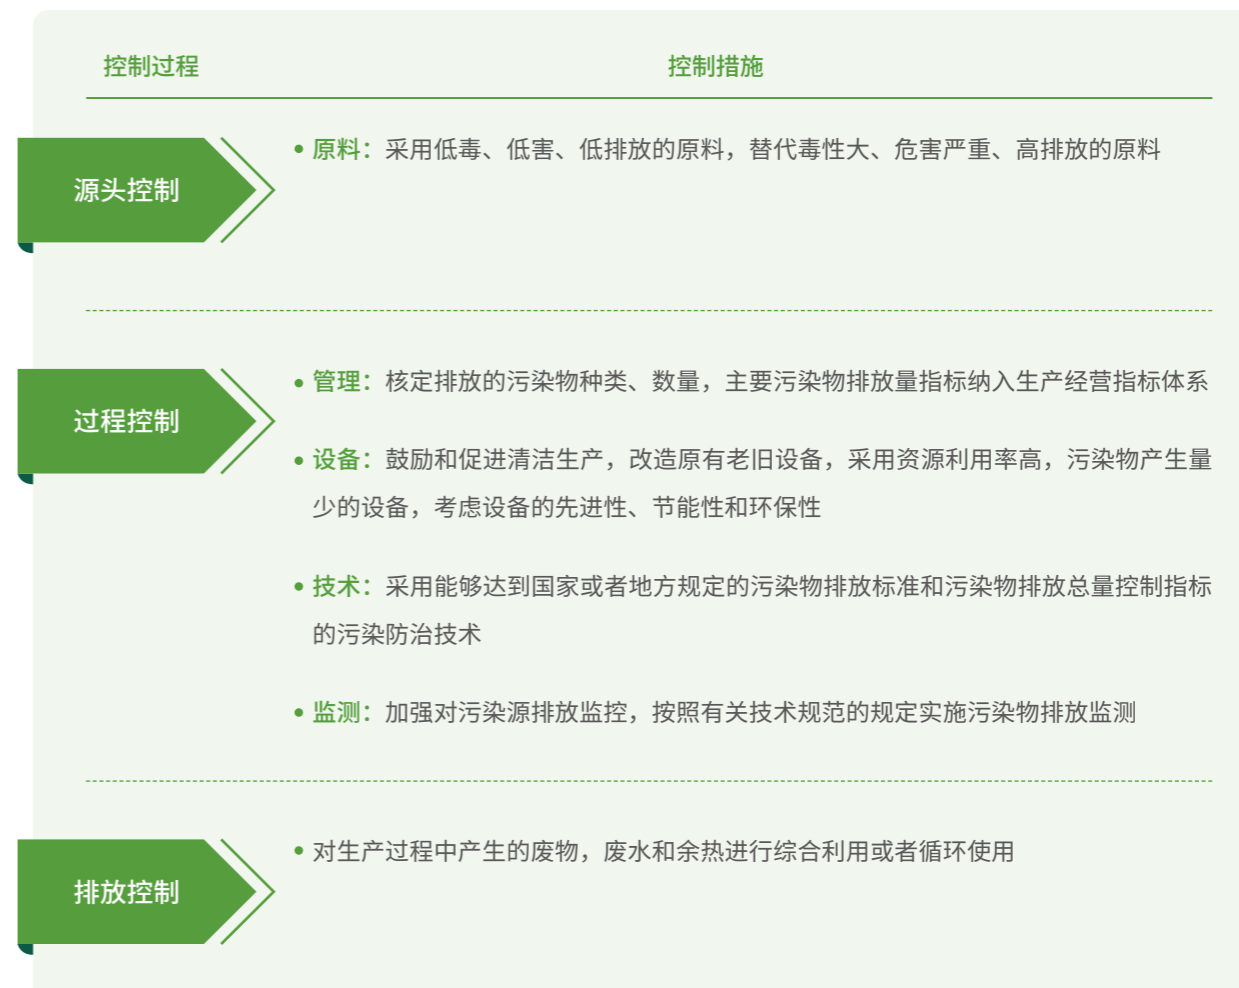 控制过程
控制措施
源头控制
原料：采用低毒、低害、低排放的原料，替代毒性大、危害严重、高排放的原料
过程控制
管理：核定排放的污染物种类、数量，主要污染物排放量指标纳入生产经营指标体系
设备：鼓励和促进清洁生产，改造原有老旧设备，采用资源利用率高，污染物产生量
少的设备，考虑设备的先进性、节能性和环保性
技术：采用能够达到国家或者地方规定的污染物排放标准和污染物排放总量控制指标
的污染防治技术
监测：加强对污染源排放监控，按照有关技术规范的规定实施污染物排放监测
排放控制
对生产过程中产生的废物，废水和余热进行综合利用或者循环使用